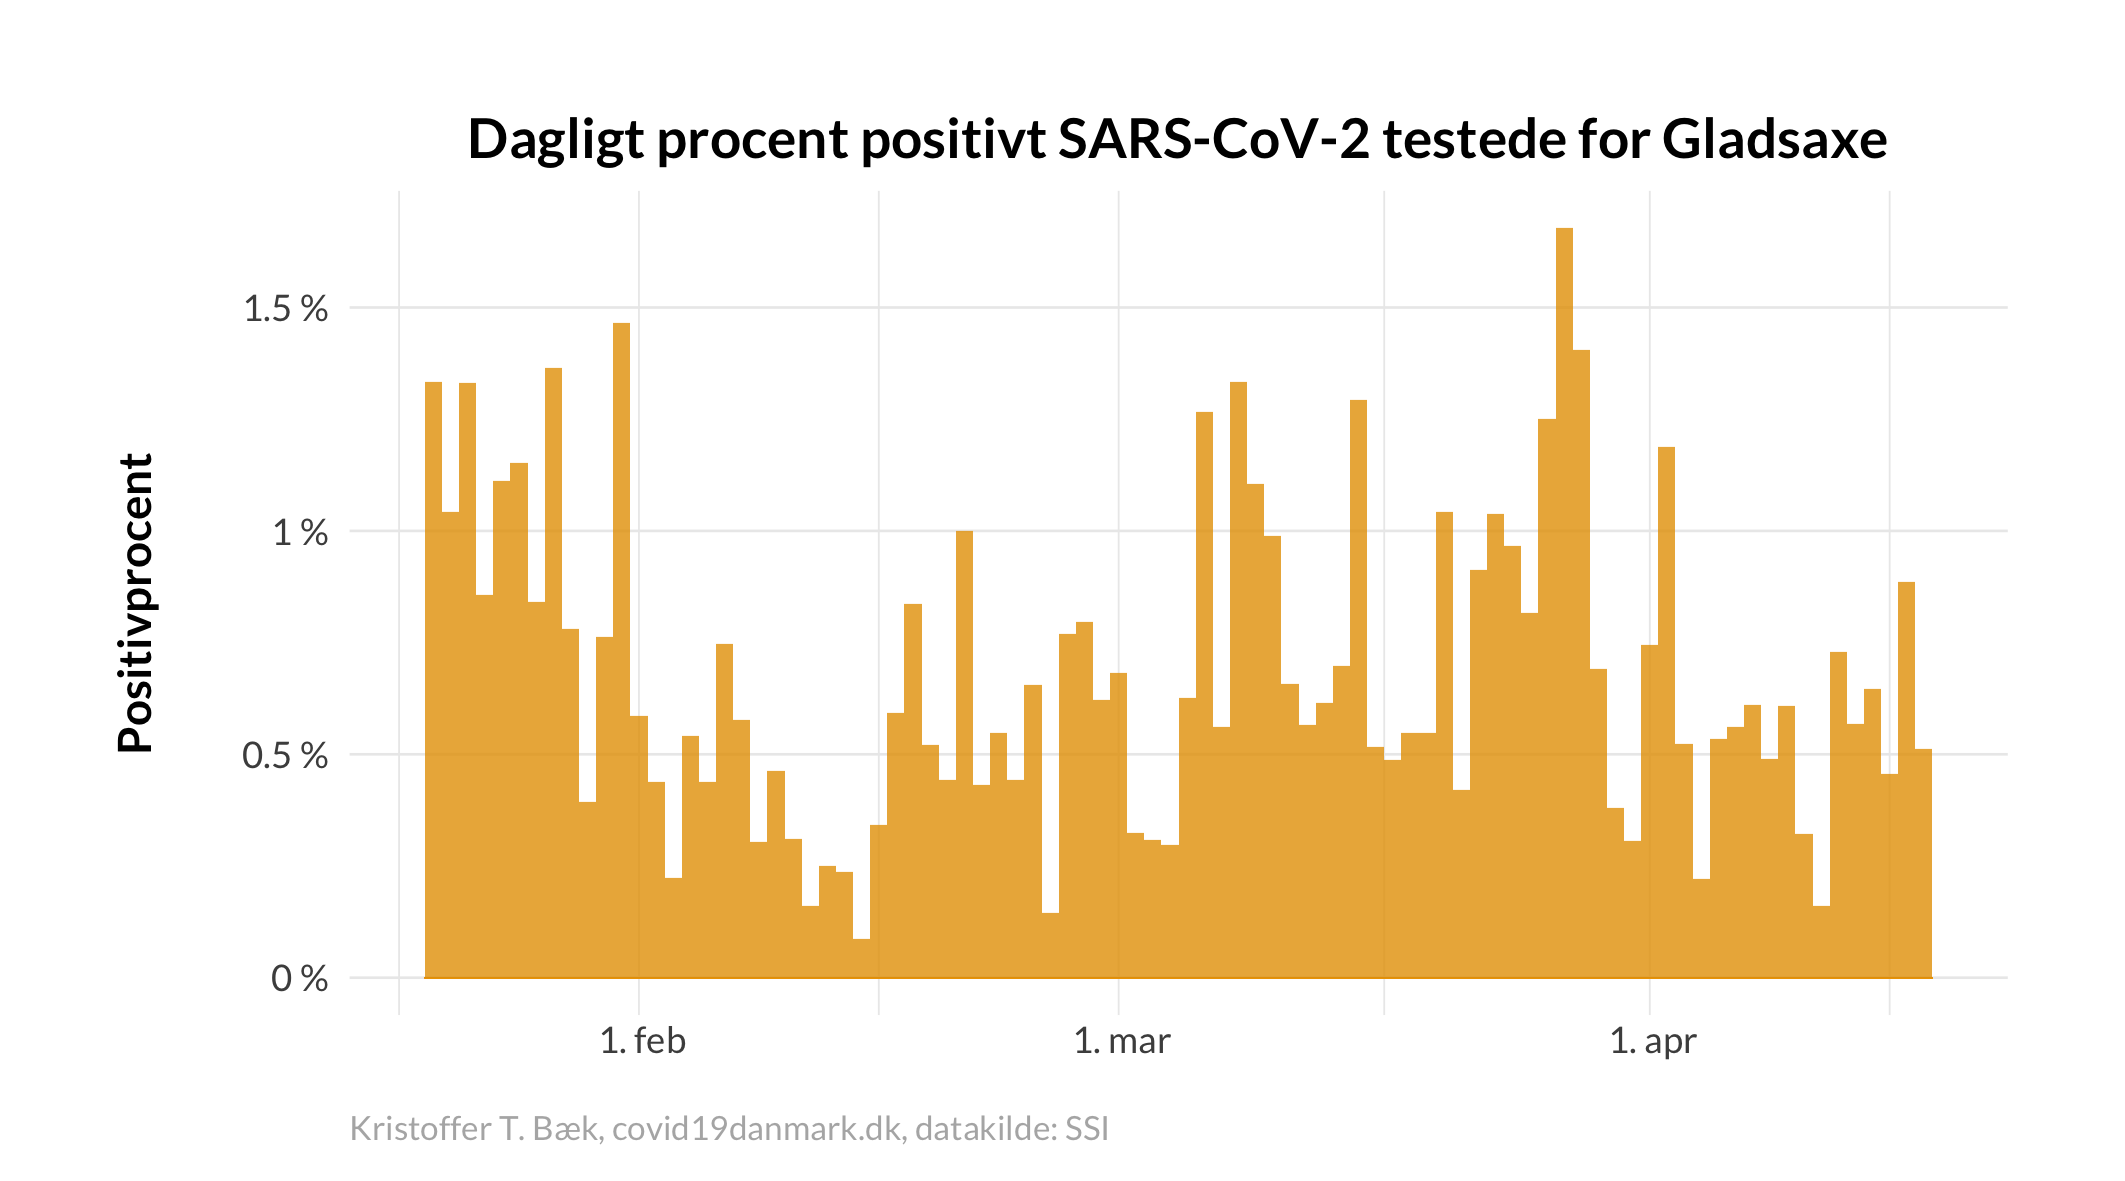 Dagligt procent positivt SARS-CoV-2 testede for Gladsaxe
Positivprocent
1.5 %
1 %
0.5 %
0 %
1. feb
1. mar
1. apr
Kristoffer T. Bæk, covid19danmark.dk, datakilde: SSI